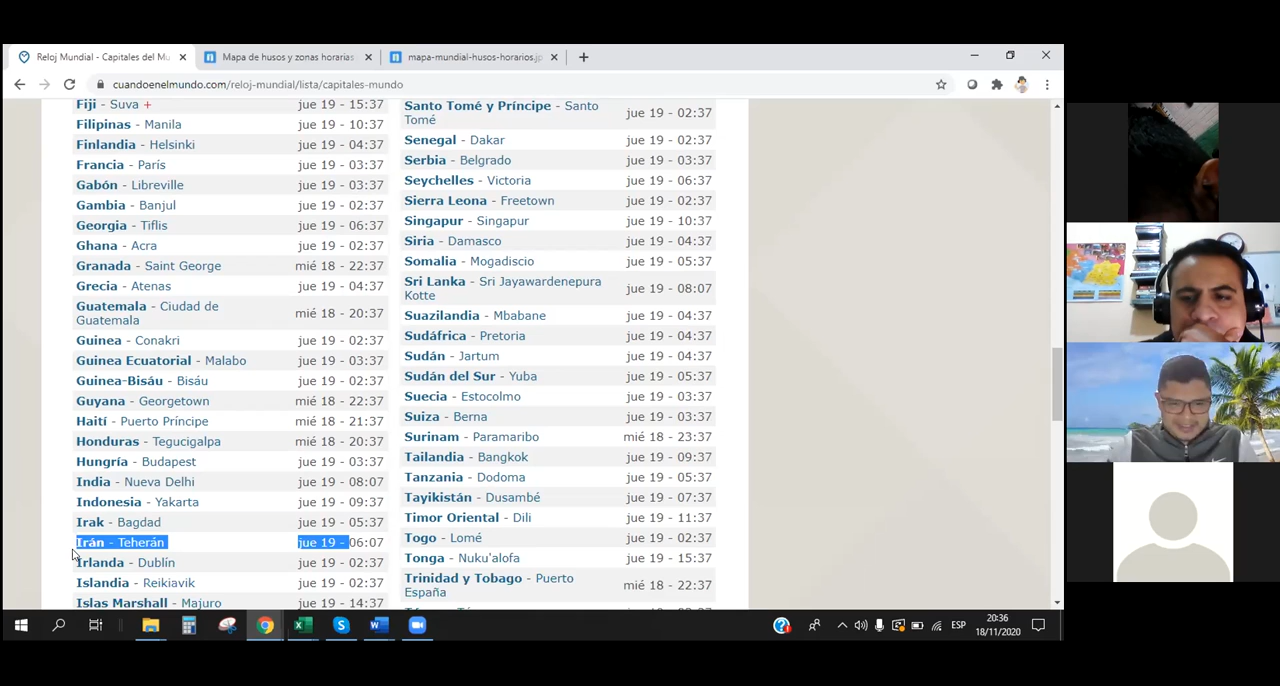 Reloj Mundial - Capitales del Mu
Mapa de husos y zonas horarias
mapa-mundial-husos-horarios.jp
cuandoenelmundo.com/reloj-mundial/lista/capitales-mundo
Fiji - Suva + jue 19 - 15:37
Filipinas - Manila jue 19 - 10:37
Finlandia - Helsinki jue 19 - 04:37
Francia - París jue 19 - 03:37
Gabón - Libreville jue 19 - 03:37
Gambia - Banjul jue 19 - 02:37
Georgia - Tiflis jue 19 - 06:37
Ghana - Acra jue 19 - 02:37
Granada - Saint George mié 18 - 22:37
Grecia - Atenas jue 19 - 04:37
Guatemala - Ciudad de
Guatemala mié 18 - 20:37
Guinea - Conakri jue 19 - 02:37
Guinea Ecuatorial - Malabo jue 19 - 03:37
Guinea-Bisáu - Bisáu jue 19 - 02:37
Guyana - Georgetown mié 18 - 22:37
Haití - Puerto Príncipe mié 18 - 21:37
Honduras - Tegucigalpa mié 18 - 20:37
Hungría - Budapest jue 19 - 03:37
India - Nueva Delhi jue 19 - 08:07
Indonesia - Yakarta jue 19 - 09:37
Irak - Bagdad jue 19 - 05:37
Irán - Teherán jue 19 - 06:07
Irlanda - Dublín jue 19 - 02:37
Islandia - Reikiavik jue 19 - 02:37
Islas Marshall - Majuro jue 19 - 14:37
Santo Tomé y Príncipe - Santo
Tomé jue 19 - 02:37
Senegal - Dakar jue 19 - 02:37
Serbia - Belgrado jue 19 - 03:37
Seychelles - Victoria jue 19 - 06:37
Sierra Leona - Freetown jue 19 - 02:37
Singapur - Singapur jue 19 - 10:37
Siria - Damasco jue 19 - 04:37
Somalia - Mogadiscio jue 19 - 05:37
Sri Lanka - Sri Jayawardenepura
Kotte jue 19 - 08:07
Suazilandia - Mbabane jue 19 - 04:37
Sudáfrica - Pretoria jue 19 - 04:37
Sudán - Jartum jue 19 - 04:37
Sudán del Sur - Yuba jue 19 - 05:37
Suecia - Estocolmo jue 19 - 03:37
Suiza - Berna jue 19 - 03:37
Surinam - Paramaribo mié 18 - 23:37
Tailandia - Bangkok jue 19 - 09:37
Tanzania - Dodoma jue 19 - 05:37
Tayikistán - Dusambé jue 19 - 07:37
Timor Oriental - Dili jue 19 - 11:37
Togo - Lomé jue 19 - 02:37
Tonga - Nuku'alofa jue 19 - 15:37
Trinidad y Tobago - Puerto
España mié 18 - 22:37
ESP
20:36
18/11/2020